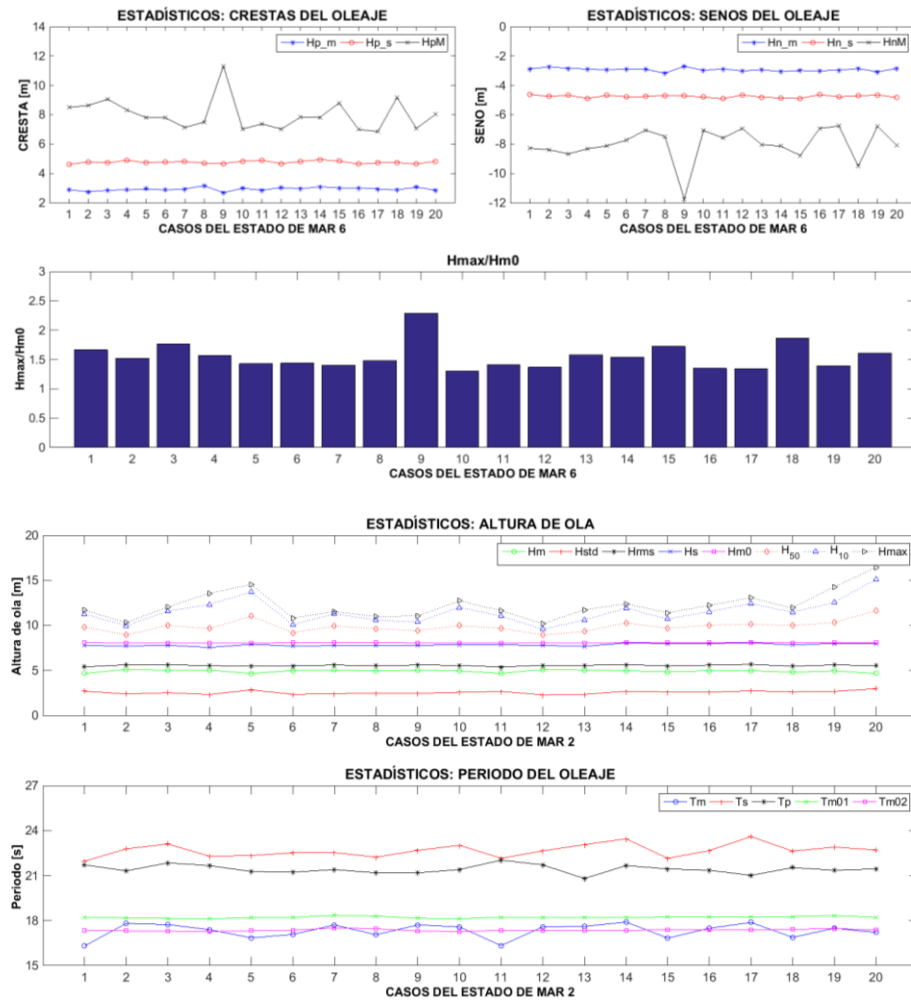 ESTADÍSTICOS: CRESTAS DEL OLEAJE
14
12
10
8
6
4
2
CRESTA [m]
Hp_m Hp_s HpM
1 2 3 4 5 6 7 8 9 10 11 12 13 14 15 16 17 18 19 20
CASOS DEL ESTADO DE MAR 6
ESTADÍSTICOS: SENOS DEL OLEAJE
0
-2
-4
-6
-8
-10
-12
SENO [m]
Hn_m Hn_s HnM
1 2 3 4 5 6 7 8 9 10 11 12 13 14 15 16 17 18 19 20
CASOS DEL ESTADO DE MAR 6
Hmax/Hm0
3
2.5
2
1.5
1
0.5
0
Hmax/Hm0
1 2 3 4 5 6 7 8 9 10 11 12 13 14 15 16 17 18 19 20
CASOS DEL ESTADO DE MAR 6
ESTADÍSTICOS: ALTURA DE OLA
20
15
10
5
0
Altura de ola [m]
Hm Hstd Hrms Hs Hm0 H50 H10 Hmax
1 2 3 4 5 6 7 8 9 10 11 12 13 14 15 16 17 18 19 20
CASOS DEL ESTADO DE MAR 2
ESTADÍSTICOS: PERIODO DEL OLEAJE
27
24
21
18
15
Periodo [s]
Tm Ts Tp Tm01 Tm02
1 2 3 4 5 6 7 8 9 10 11 12 13 14 15 16 17 18 19 20
CASOS DEL ESTADO DE MAR 2